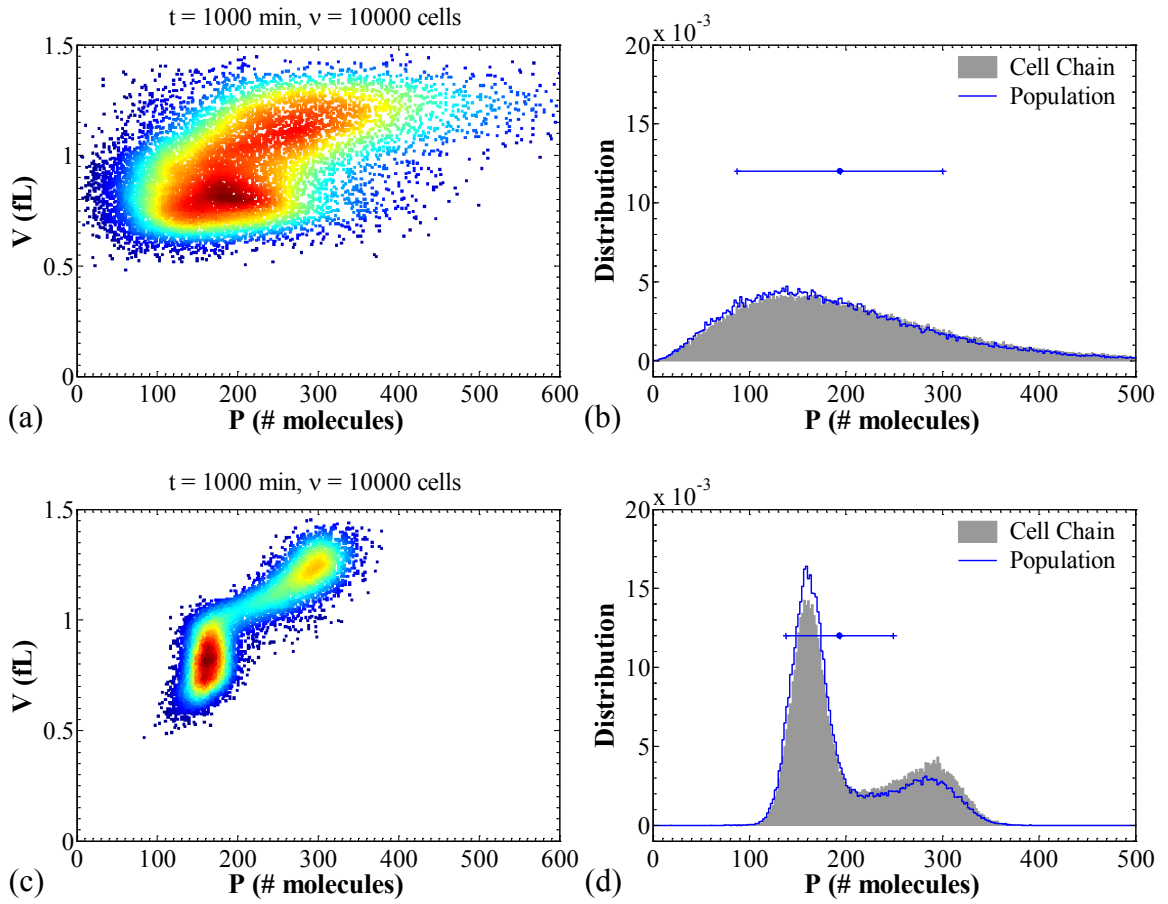 t = 1000 min, ν = 10000 cells
1.5
1
0.5
0
V (fL)
0 100 200 300 400 500 600
P (# molecules)
(a)
x 10⁻³
20
15
10
5
0
Distribution
Cell Chain
Population
0 100 200 300 400 500
P (# molecules)
(b)
t = 1000 min, ν = 10000 cells
1.5
1
0.5
0
V (fL)
0 100 200 300 400 500 600
P (# molecules)
(c)
x 10⁻³
20
15
10
5
0
Distribution
Cell Chain
Population
0 100 200 300 400 500
P (# molecules)
(d)